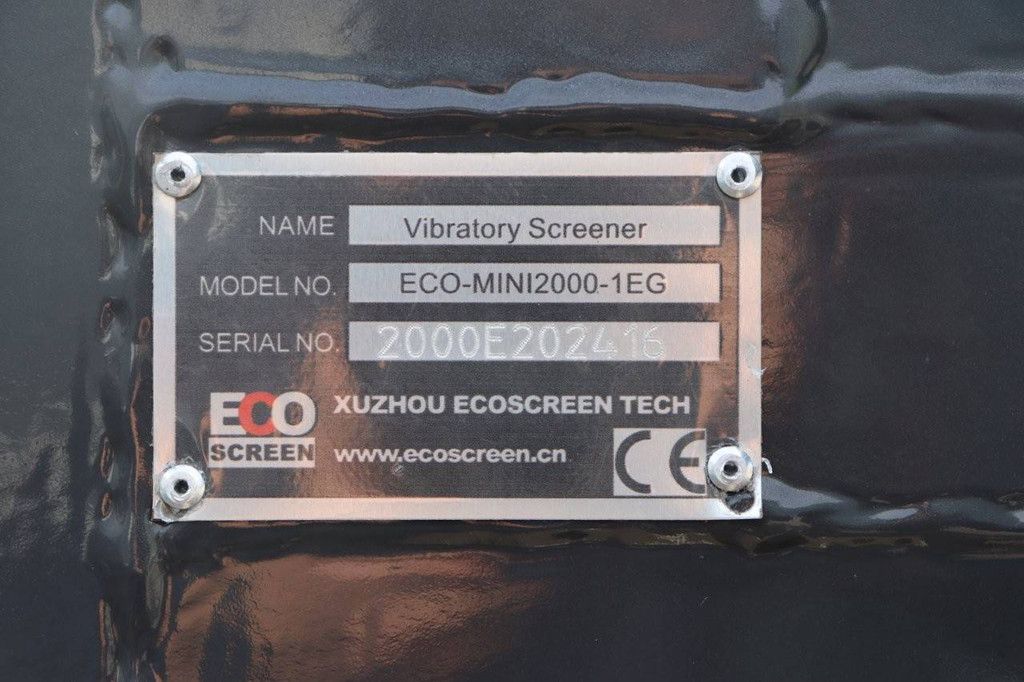 NAME Vibratory Screener
MODEL NO. ECO-MINI2000-1EG
SERIAL NO. 2000E202416
ECO SCREEN
XUZHOU ECOSCREEN TECH
www.ecoscreen.cn
CE